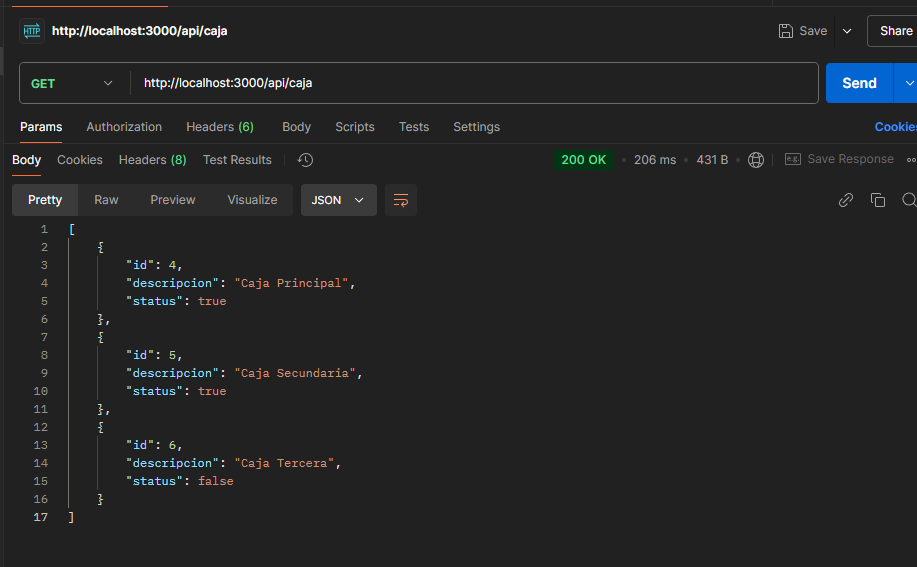 HTTP http://localhost:3000/api/caja Save Share
GET http://localhost:3000/api/caja Send
Params Authorization Headers (6) Body Scripts Tests Settings Cookies
Body Cookies Headers (8) Test Results 200 OK 206 ms 431 B e.g. Save Response
Pretty Raw Preview Visualize JSON
1 [
2 {
3 "id": 4,
4 "descripcion": "Caja Principal",
5 "status": true
6 },
7 {
8 "id": 5,
9 "descripcion": "Caja Secundaria",
10 "status": true
11 },
12 {
13 "id": 6,
14 "descripcion": "Caja Tercera",
15 "status": false
16 }
17 ]